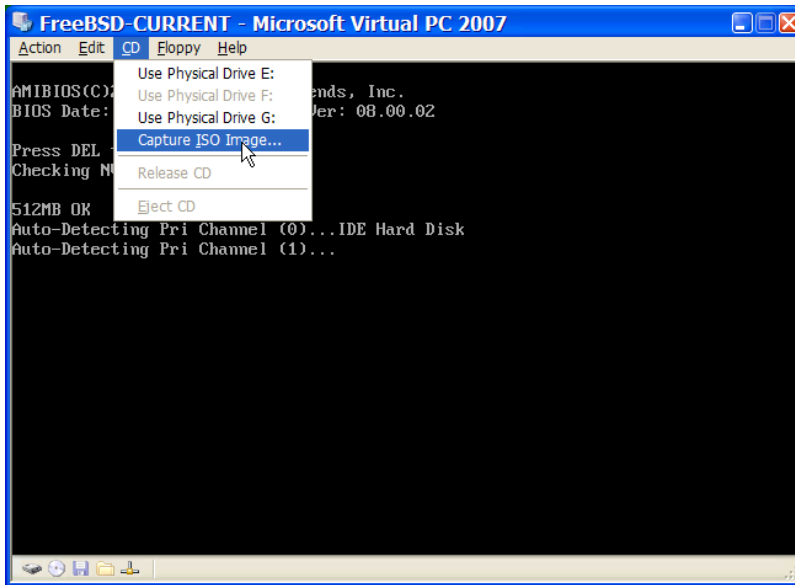 FreeBSD-CURRENT - Microsoft Virtual PC 2007
Action Edit CD Floppy Help
Use Physical Drive E:
Use Physical Drive F:
Use Physical Drive G:
Capture ISO Image...
Release CD
Eject CD
AMIBIOS(C) ends, Inc.
BIOS Date: Ver: 08.00.02
Press DEL
Checking
512MB OK
Auto-Detecting Pri Channel (0)...IDE Hard Disk
Auto-Detecting Pri Channel (1)...